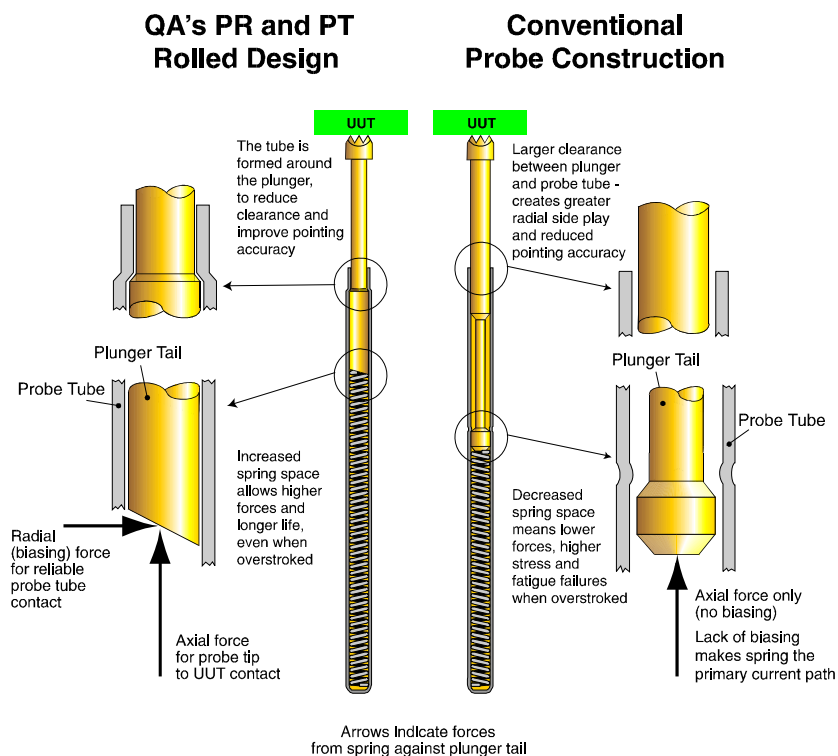 QA's PR and PT
Rolled Design
Conventional
Probe Construction
UUT
UUT
The tube is
formed around
the plunger,
to reduce
clearance and
improve pointing
accuracy
Larger clearance
between plunger
and probe tube -
creates greater
radial side play
and reduced
pointing accuracy
Plunger Tail
Probe Tube
Increased
spring space
allows higher
forces and
longer life,
even when
overstroked
Radial
(biasing) force
for reliable
probe tube
contact
Axial force
for probe tip
to UUT contact
Plunger Tail
Probe Tube
Decreased
spring space
means lower
forces, higher
stress and
fatigue failures
when overstroked
Axial force only
(no biasing)
Lack of biasing
makes spring the
primary current path
Arrows Indicate forces
from spring against plunger tail